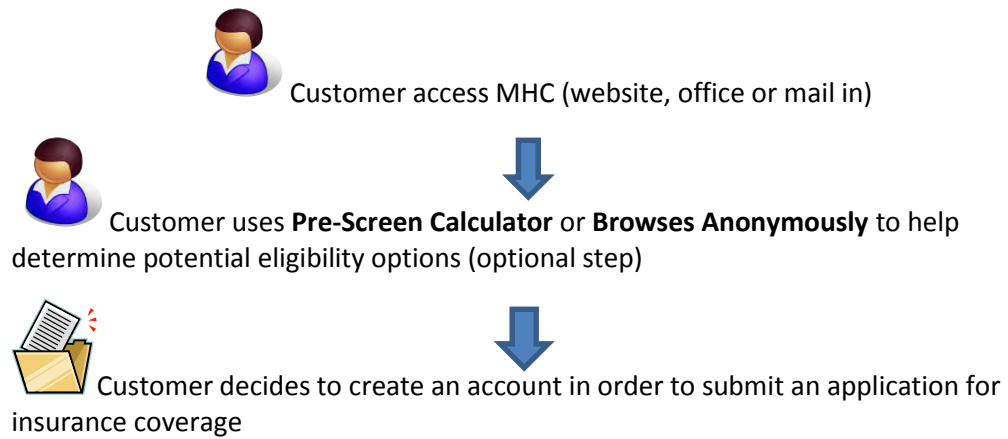 Customer access MHC (website, office or mail in)
Customer uses Pre-Screen Calculator or Browses Anonymously to help
determine potential eligibility options (optional step)
Customer decides to create an account in order to submit an application for
insurance coverage